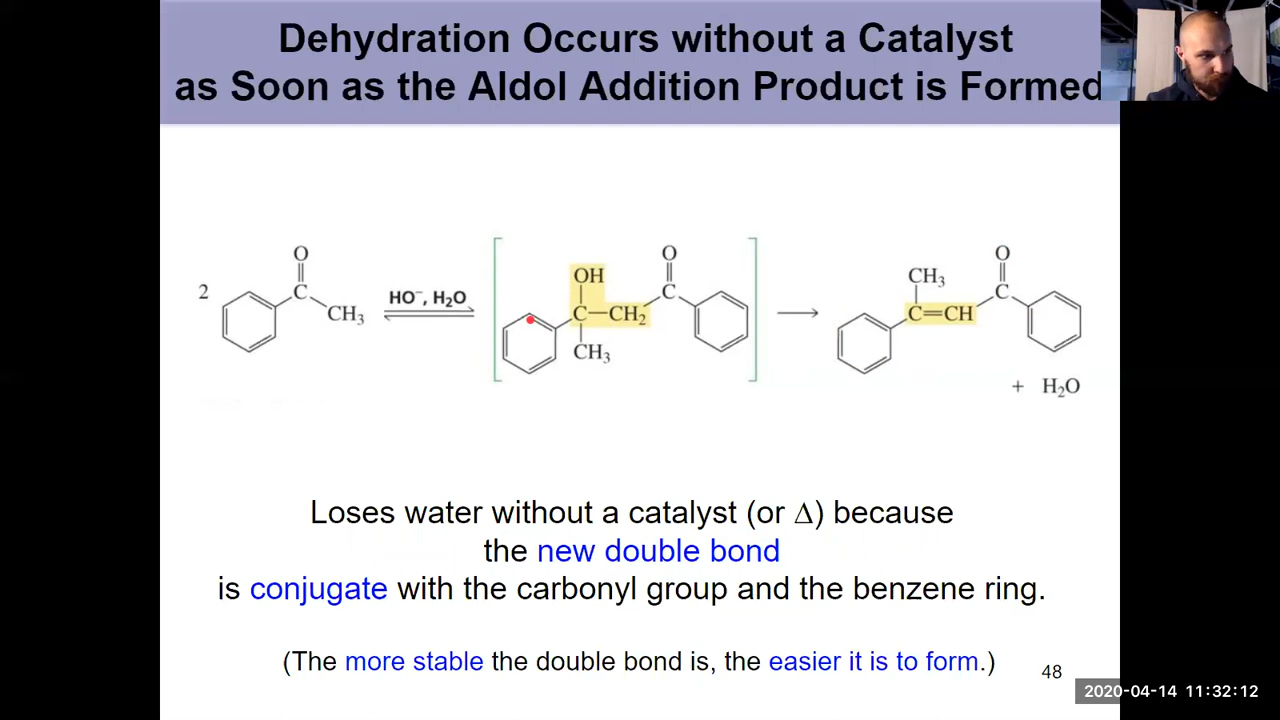 Dehydration Occurs without a Catalyst
as Soon as the Aldol Addition Product is Formed
2
O
C
CH₃
HO⁻, H₂O
OH
C—CH₂
CH₃
O
C
CH₃
C=CH
O
C
+ H₂O
Loses water without a catalyst (or Δ) because
the new double bond
is conjugate with the carbonyl group and the benzene ring.
(The more stable the double bond is, the easier it is to form.)
48
2020-04-14 11:32:12